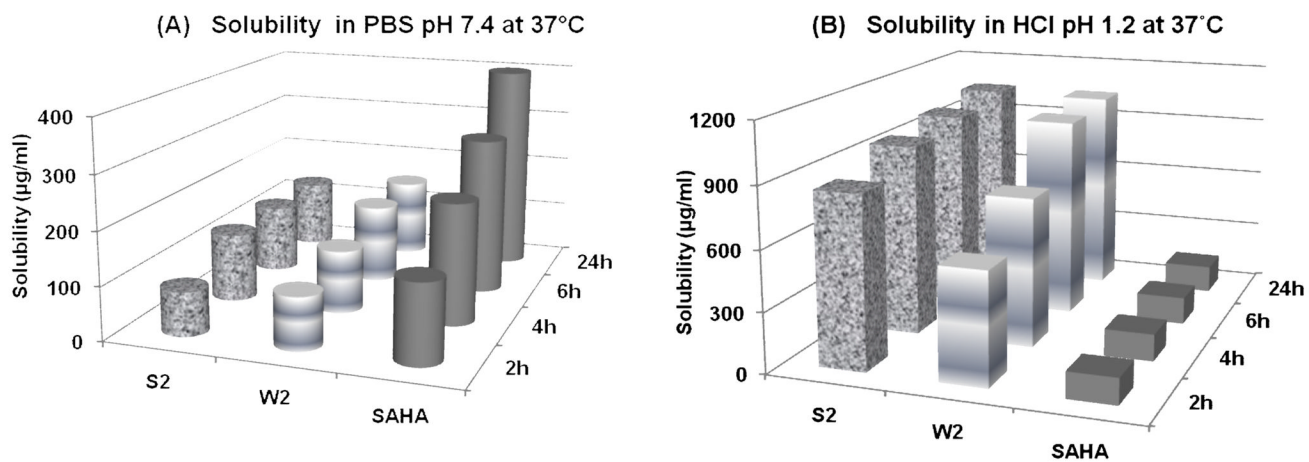 (A) Solubility in PBS pH 7.4 at 37°C
Solubility (µg/ml)
400
300
200
100
0
S2
W2
SAHA
2h
4h
6h
24h
(B) Solubility in HCl pH 1.2 at 37˚C
Solubility (µg/ml)
1200
900
600
300
0
S2
W2
SAHA
2h
4h
6h
24h